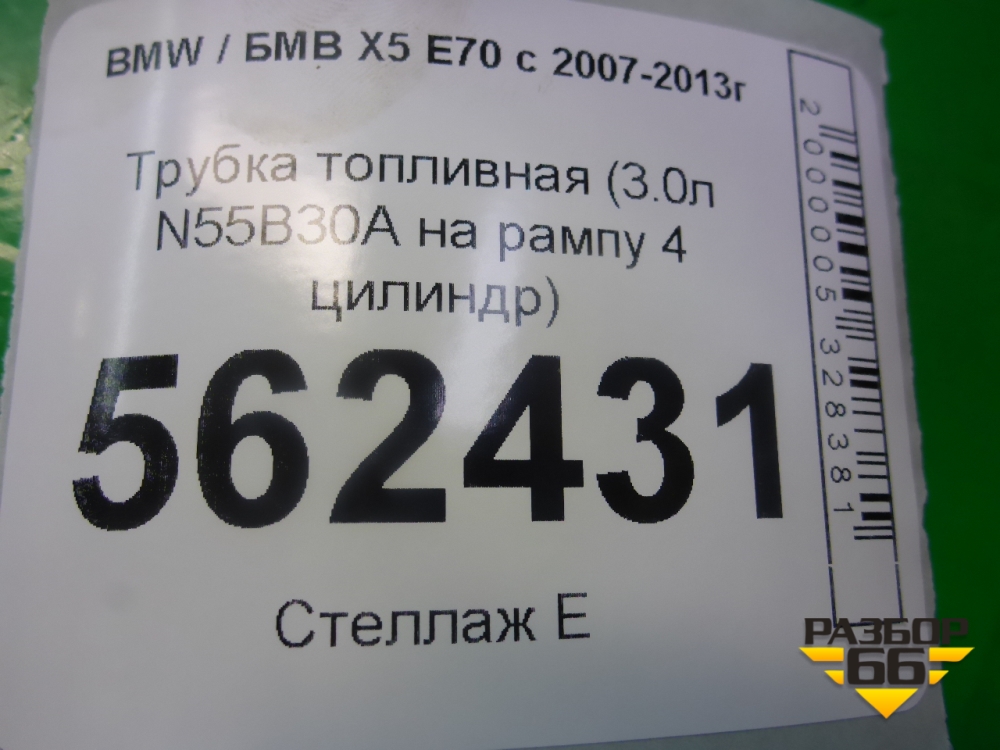 BMW / БМВ X5 E70 с 2007-2013г
Трубка топливная (3.0л
N55B30A на рампу 4
цилиндр)
562431
Стеллаж Е
2000005328381
РАЗБОР
66